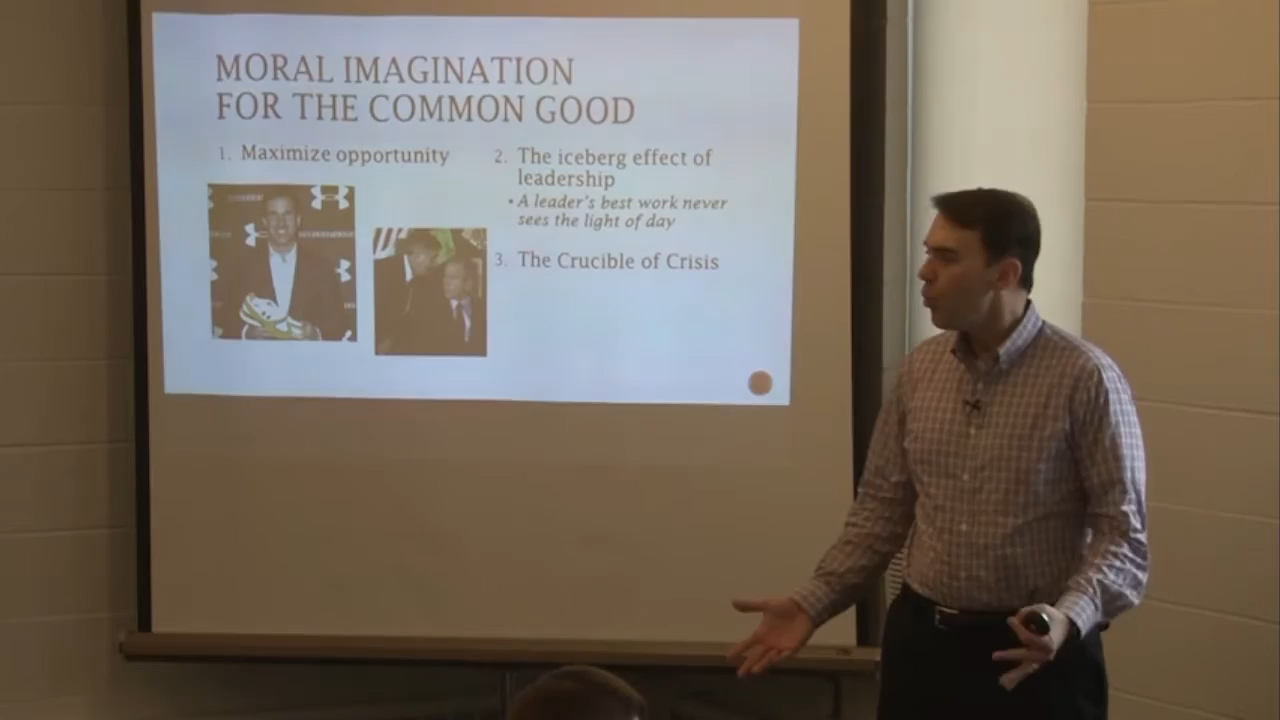 MORAL IMAGINATION
FOR THE COMMON GOOD
1. Maximize opportunity
2. The iceberg effect of
leadership
• A leader's best work never
sees the light of day
3. The Crucible of Crisis